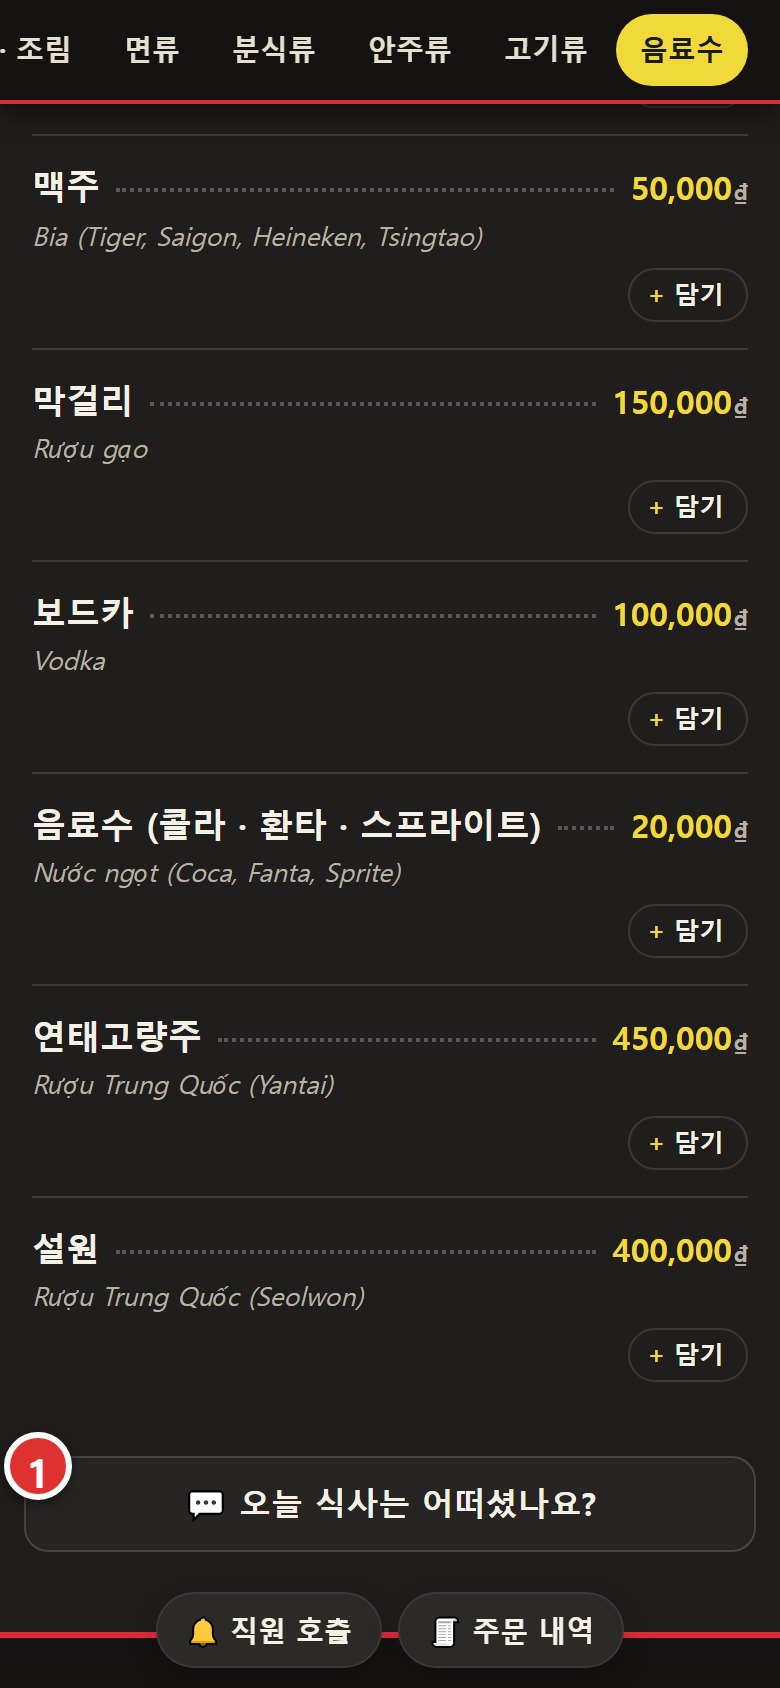 · 조림 면류 분식류 안주류 고기류 음료수
맥주 50,000₫
Bia (Tiger, Saigon, Heineken, Tsingtao)
+ 담기
막걸리 150,000₫
Rượu gạo
+ 담기
보드카 100,000₫
Vodka
+ 담기
음료수 (콜라 · 환타 · 스프라이트) 20,000₫
Nước ngọt (Coca, Fanta, Sprite)
+ 담기
연태고량주 450,000₫
Rượu Trung Quốc (Yantai)
+ 담기
설원 400,000₫
Rượu Trung Quốc (Seolwon)
+ 담기
1
오늘 식사는 어떠셨나요?
직원 호출 주문 내역